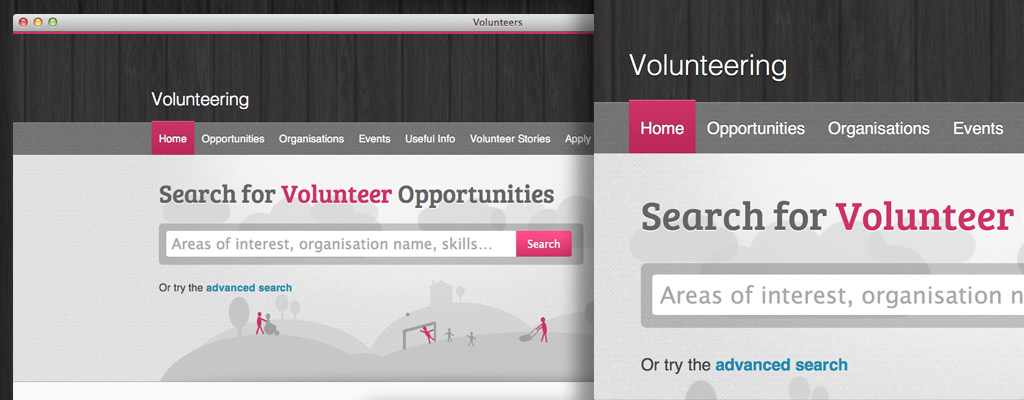 Volunteers
Volunteering
Home Opportunities Organisations Events Useful Info Volunteer Stories Apply
Search for Volunteer Opportunities
Areas of interest, organisation name, skills... Search
Or try the advanced search
Volunteering
Home Opportunities Organisations Events
Search for Volunteer
Areas of interest, organisation n
Or try the advanced search